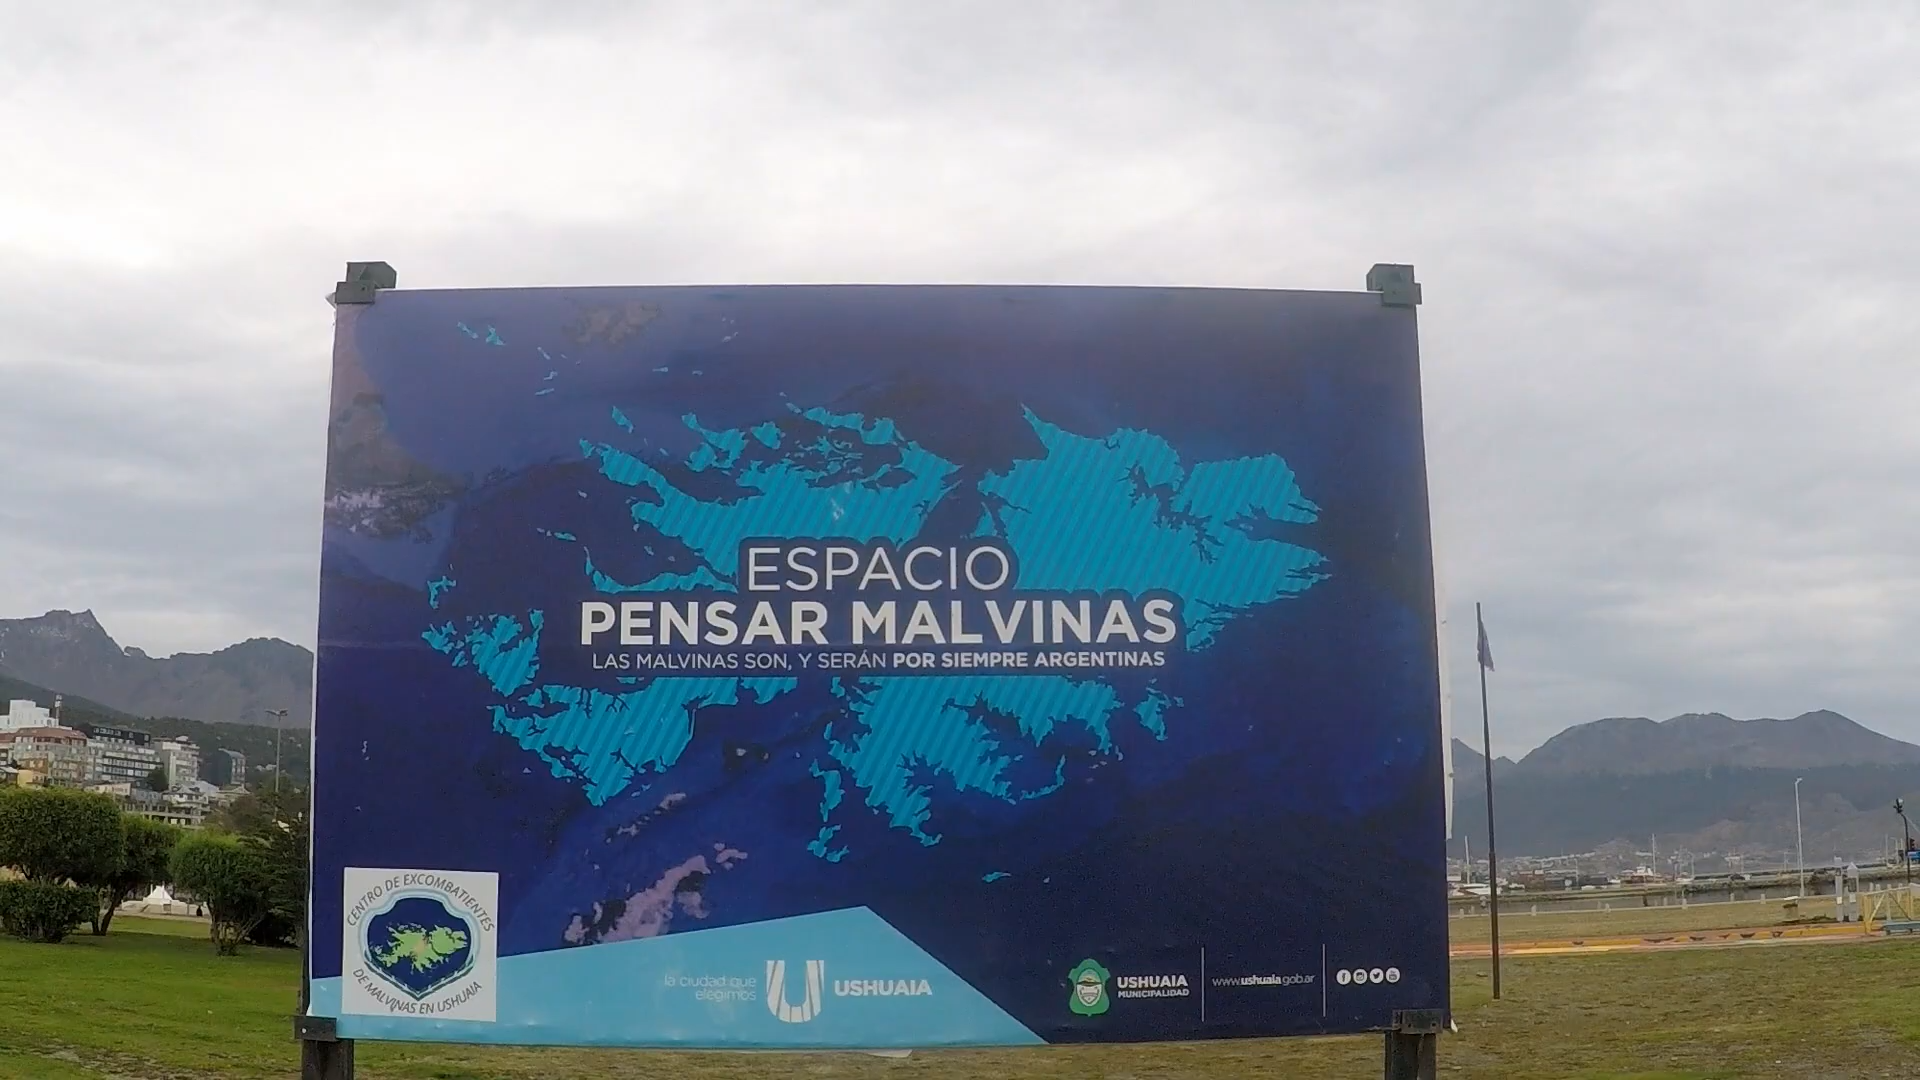 ESPACIO
PENSAR MALVINAS
LAS MALVINAS SON, Y SERÁN POR SIEMPRE ARGENTINAS
CENTRO DE EXCOMBATIENTES
DE MALVINAS EN USHUAIA
la ciudad que
elegimos
USHUAIA
USHUAIA
MUNICIPALIDAD
www.ushuaia.gob.ar